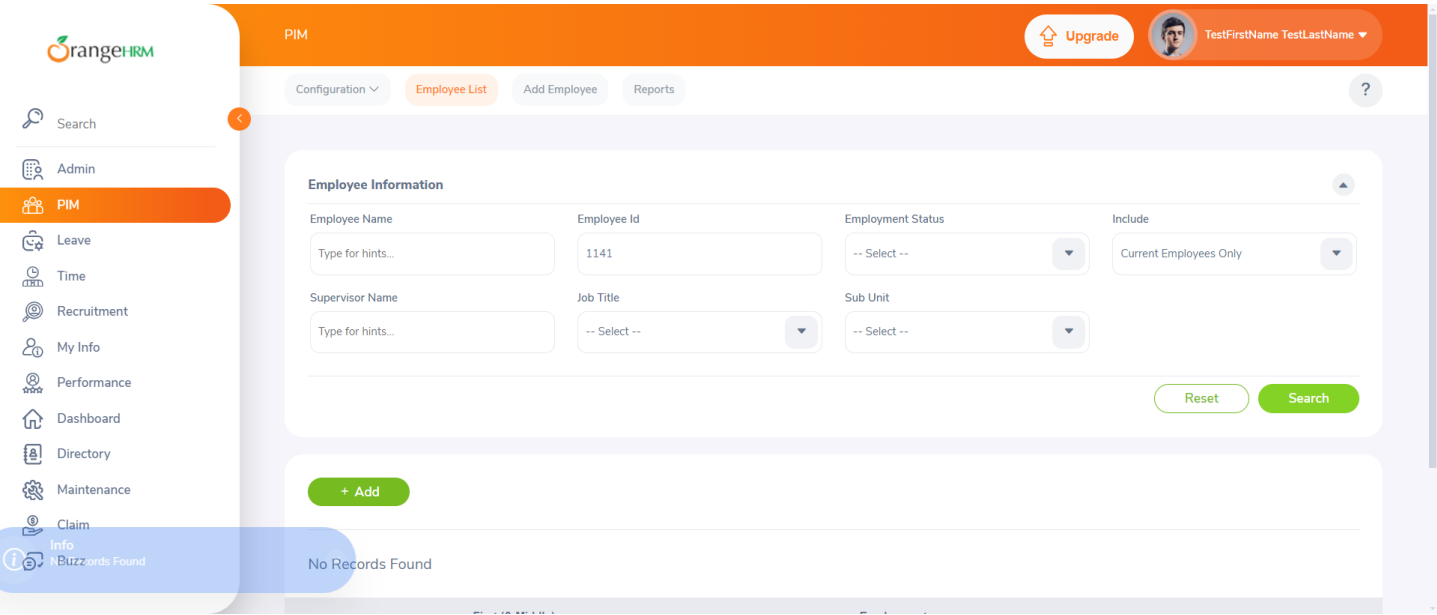 OrangeHRM
PIM
Upgrade
TestFirstName TestLastName
Configuration
Employee List
Add Employee
Reports
?
Search
Admin
PIM
Leave
Time
Recruitment
My Info
Performance
Dashboard
Directory
Maintenance
Claim
Buzz
Employee Information
Employee Name
Employee Id
Employment Status
Include
Type for hints...
1141
-- Select --
Current Employees Only
Supervisor Name
Job Title
Sub Unit
Type for hints...
-- Select --
-- Select --
Reset
Search
+ Add
No Records Found
Info
No Records Found